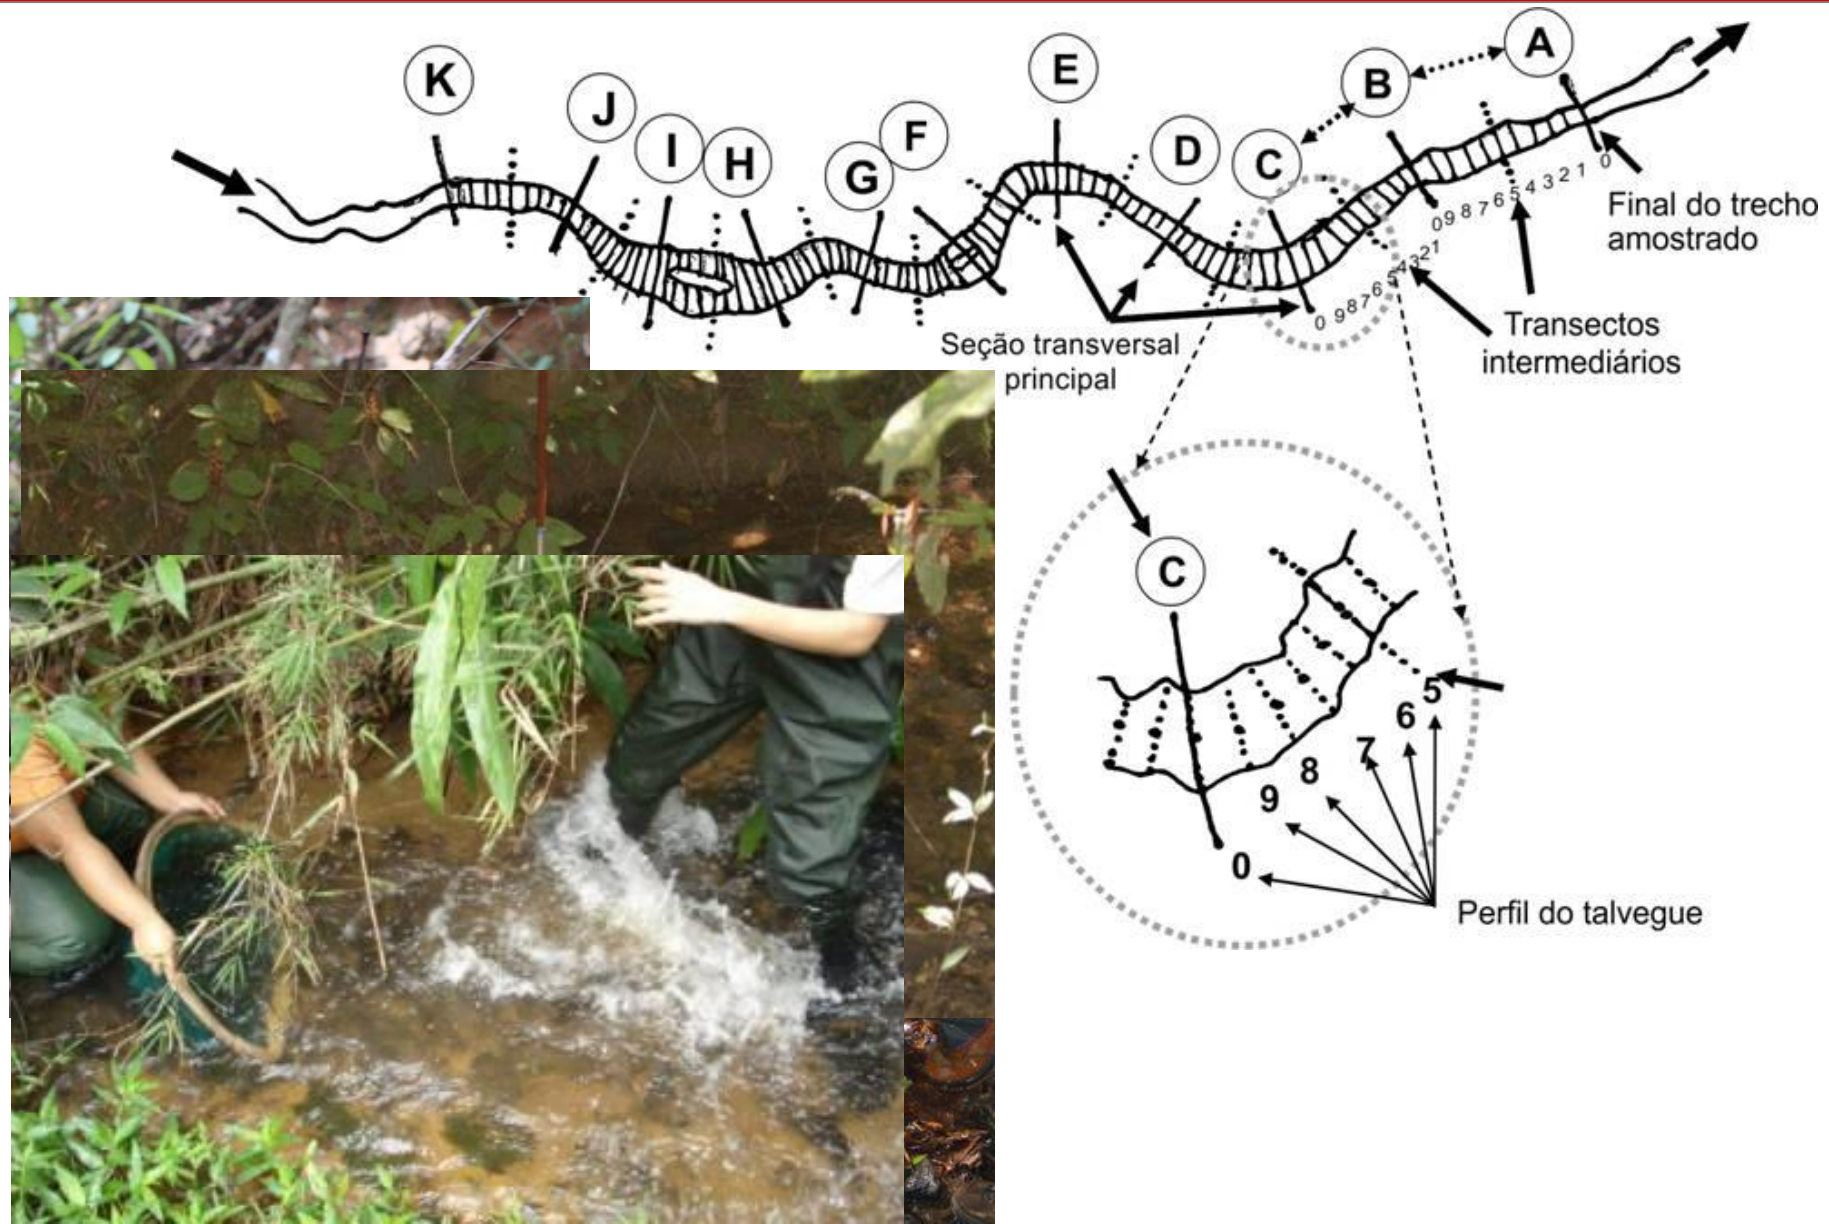 K
J
I
H
G
F
E
D
C
B
A
0 9 8 7 6 5 4 3 2 1 0
0 9 8 7 6 5 4 3 2 1
Final do trecho
amostrado
Seção transversal
principal
Transectos
intermediários
C
5
6
7
8
9
0
Perfil do talvegue